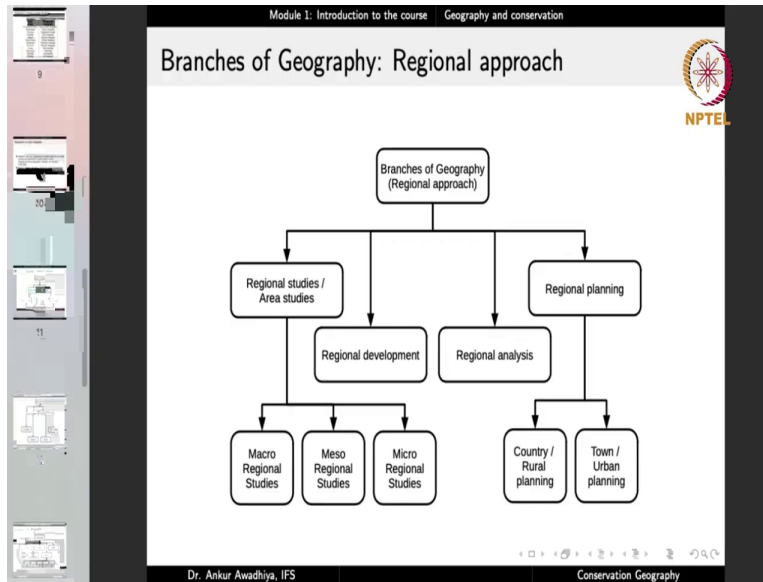 Module 1: Introduction to the course Geography and conservation
Branches of Geography: Regional approach
NPTEL
Branches of Geography
(Regional approach)
Regional studies /
Area studies
Regional planning
Regional development
Regional analysis
Macro
Regional
Studies
Meso
Regional
Studies
Micro
Regional
Studies
Country /
Rural
planning
Town /
Urban
planning
Dr. Ankur Awadhiya, IFS
Conservation Geography
9
11